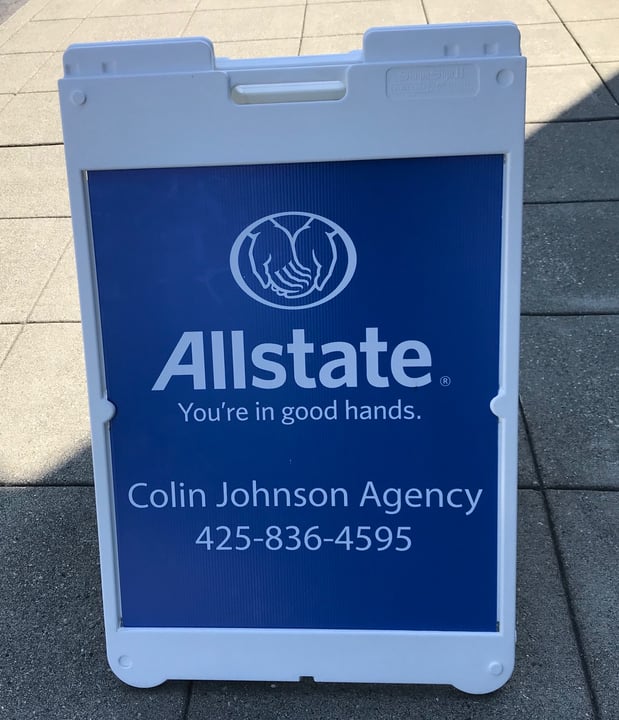 Allstate®
You're in good hands.
Colin Johnson Agency
425-836-4595